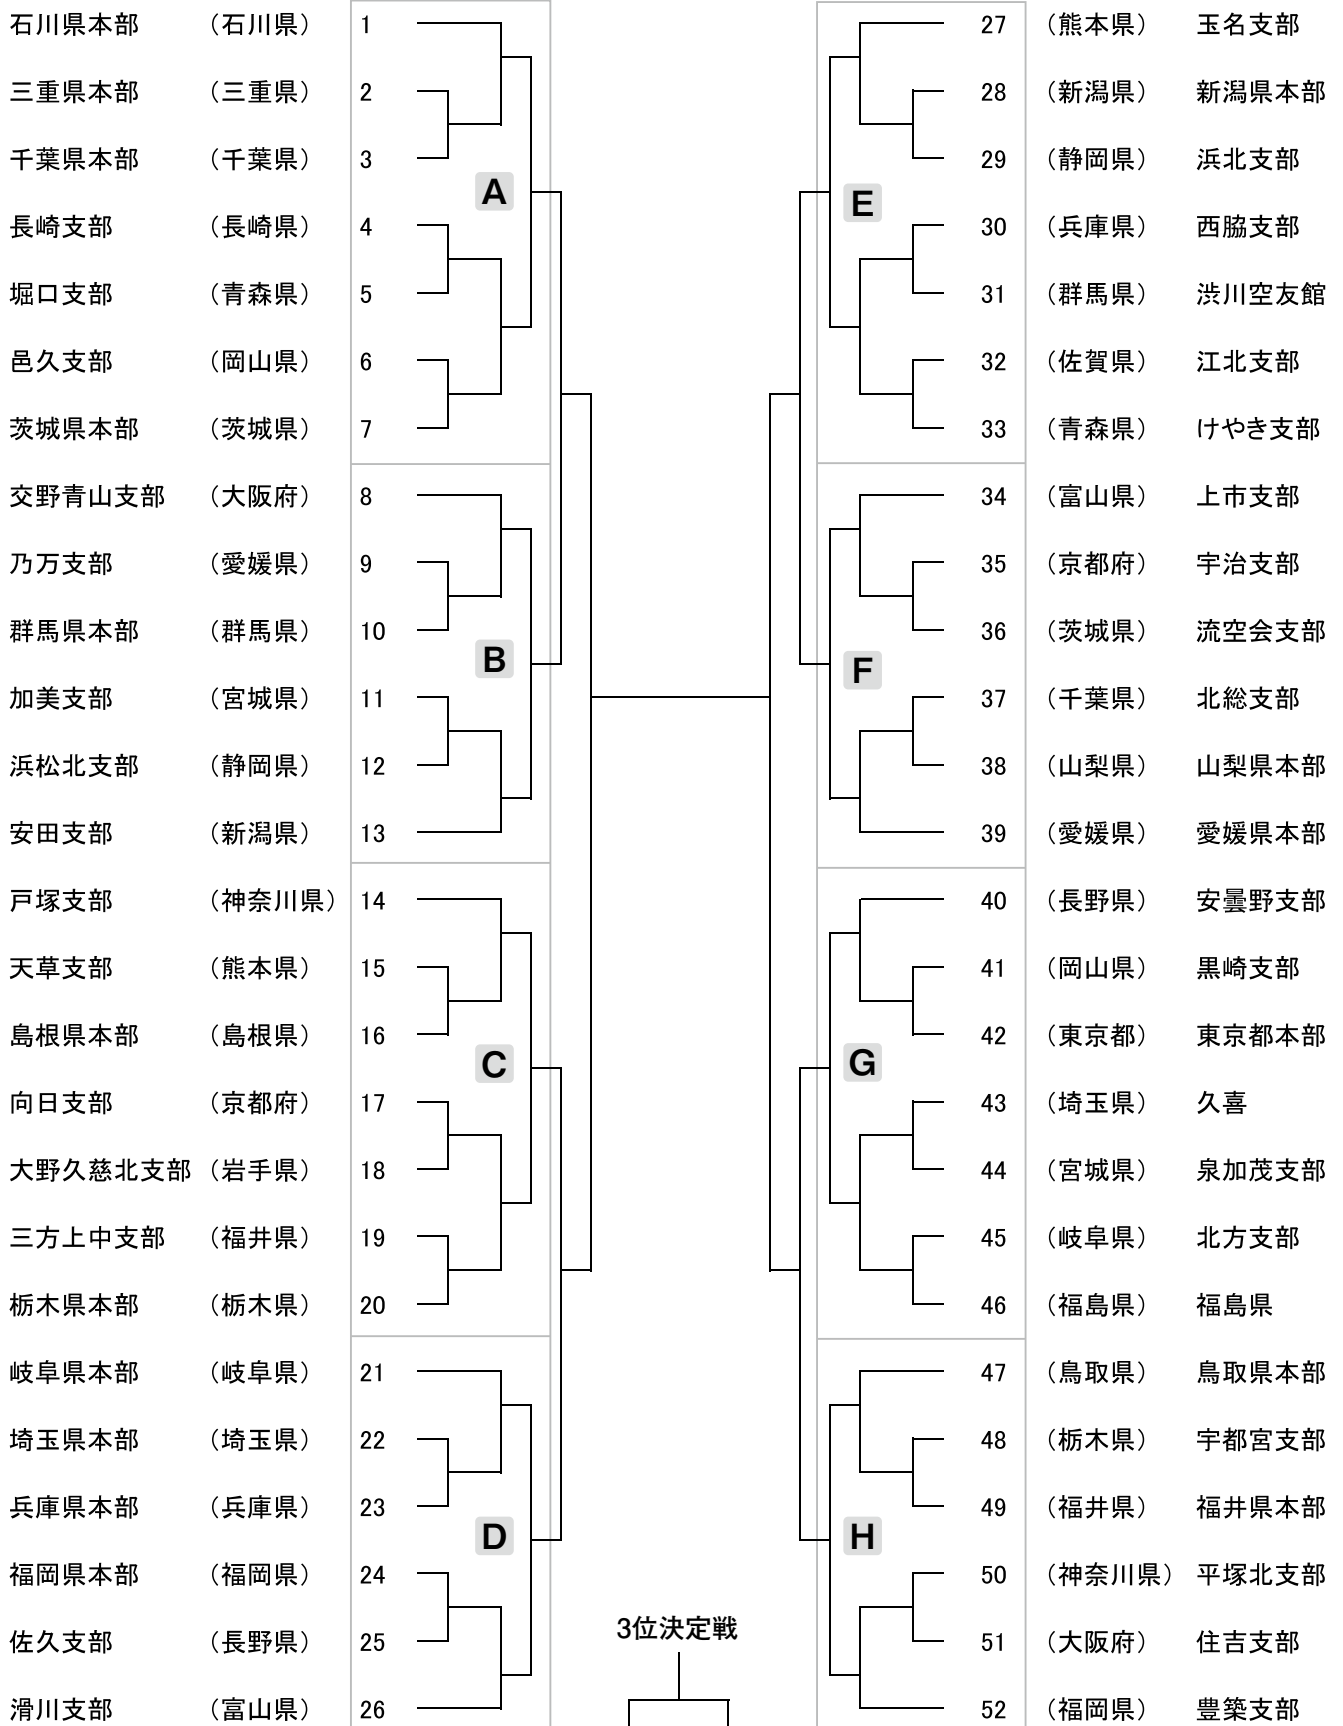 石川県本部 （石川県） 1
三重県本部 （三重県） 2
千葉県本部 （千葉県） 3
A
長崎支部 （長崎県） 4
堀口支部 （青森県） 5
邑久支部 （岡山県） 6
茨城県本部 （茨城県） 7
交野青山支部 （大阪府） 8
乃万支部 （愛媛県） 9
群馬県本部 （群馬県） 10
B
加美支部 （宮城県） 11
浜松北支部 （静岡県） 12
安田支部 （新潟県） 13
戸塚支部 （神奈川県） 14
天草支部 （熊本県） 15
島根県本部 （島根県） 16
C
向日支部 （京都府） 17
大野久慈北支部 （岩手県） 18
三方上中支部 （福井県） 19
栃木県本部 （栃木県） 20
岐阜県本部 （岐阜県） 21
埼玉県本部 （埼玉県） 22
兵庫県本部 （兵庫県） 23
D
福岡県本部 （福岡県） 24
佐久支部 （長野県） 25
滑川支部 （富山県） 26
3位決定戦
27 （熊本県） 玉名支部
28 （新潟県） 新潟県本部
29 （静岡県） 浜北支部
E
30 （兵庫県） 西脇支部
31 （群馬県） 渋川空友館
32 （佐賀県） 江北支部
33 （青森県） けやき支部
34 （富山県） 上市支部
35 （京都府） 宇治支部
36 （茨城県） 流空会支部
F
37 （千葉県） 北総支部
38 （山梨県） 山梨県本部
39 （愛媛県） 愛媛県本部
40 （長野県） 安曇野支部
41 （岡山県） 黒崎支部
42 （東京都） 東京都本部
G
43 （埼玉県） 久喜
44 （宮城県） 泉加茂支部
45 （岐阜県） 北方支部
46 （福島県） 福島県
47 （鳥取県） 鳥取県本部
48 （栃木県） 宇都宮支部
49 （福井県） 福井県本部
H
50 （神奈川県） 平塚北支部
51 （大阪府） 住吉支部
52 （福岡県） 豊築支部